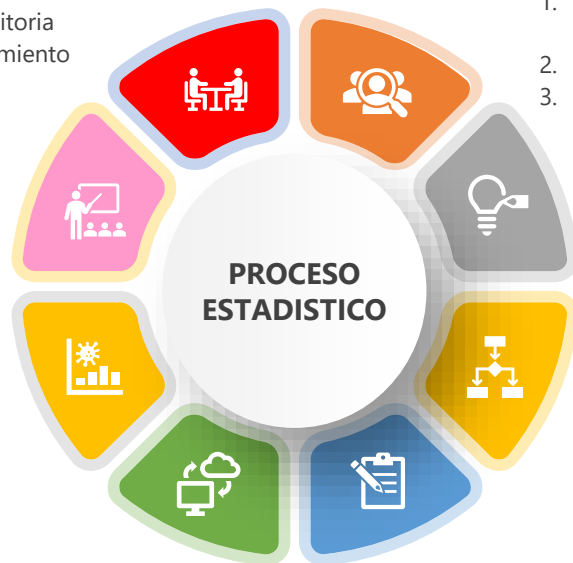 itoria
miento
1.
2.
3.
PROCESO
ESTADISTICO